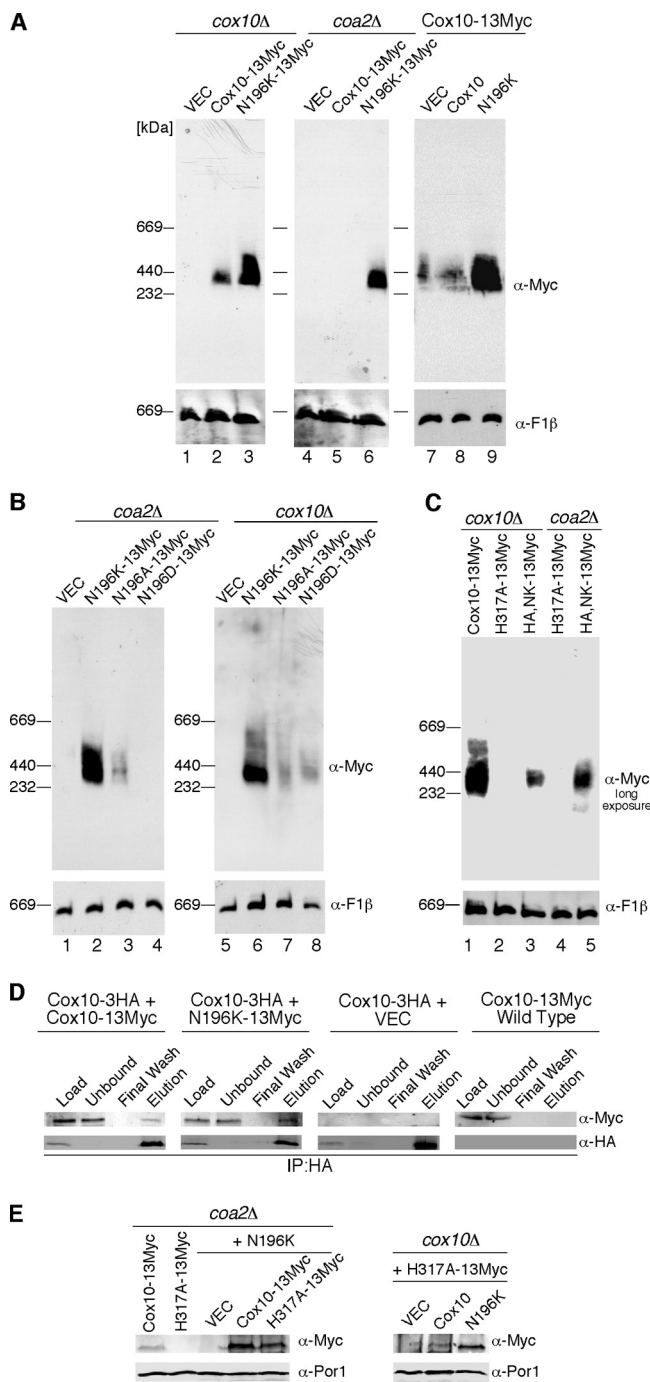 A
cox10Δ coa2Δ Cox10-13Myc
VEC Cox10-13Myc N196K-13Myc VEC Cox10-13Myc N196K-13Myc VEC Cox10 N196K
[kDa]
669
440
232
α-Myc
669 α-F1β
1 2 3 4 5 6 7 8 9
B
coa2Δ cox10Δ
VEC N196K-13Myc N196A-13Myc N196D-13Myc VEC N196K-13Myc N196A-13Myc N196D-13Myc
669 669
440 440 α-Myc
232 232
669 669 α-F1β
1 2 3 4 5 6 7 8
C
cox10Δ coa2Δ
Cox10-13Myc H317A-13Myc HA,NK-13Myc H317A-13Myc HA,NK-13Myc
669
440 α-Myc
232 long
exposure
669 α-F1β
1 2 3 4 5
D
Cox10-3HA + Cox10-3HA + Cox10-3HA + Cox10-13Myc
Cox10-13Myc N196K-13Myc VEC Wild Type
Load Unbound Final Wash Elution Load Unbound Final Wash Elution Load Unbound Final Wash Elution Load Unbound Final Wash Elution
α-Myc
α-HA
IP:HA
E
coa2Δ
+ N196K cox10Δ
+ H317A-13Myc
Cox10-13Myc H317A-13Myc VEC Cox10-13Myc H317A-13Myc VEC Cox10 N196K
α-Myc α-Myc
α-Por1 α-Por1